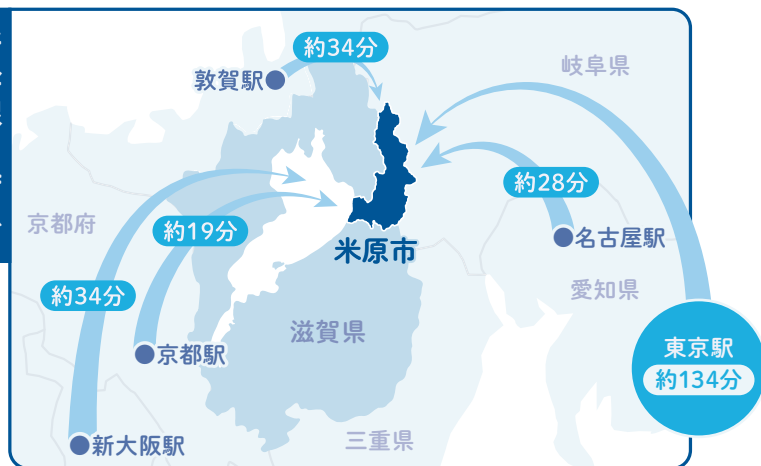 約34分
敦賀駅
岐阜県
京都府
約19分
約28分
名古屋駅
米原市
愛知県
約34分
滋賀県
京都駅
東京駅
約134分
新大阪駅
三重県